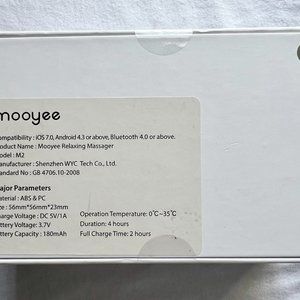 mooyee
ompatibility : iOS 7.0, Android 4.3 or above, Bluetooth 4.0 or above.
roduct Name : Mooyee Relaxing Massager
odel : M2
anufacturer : Shenzhen WYC Tech Co., Ltd.
tandard No : GB 4706.10-2008
ajor Parameters
aterial : ABS & PC
ize : 56mm*56mm*23mm
harge Voltage : DC 5V/1A
attery Voltage : 3.7V
attery Capacity : 180mAh
Operation Temperature: 0℃~35℃
Duration: 4 hours
Full Charge Time: 2 hours